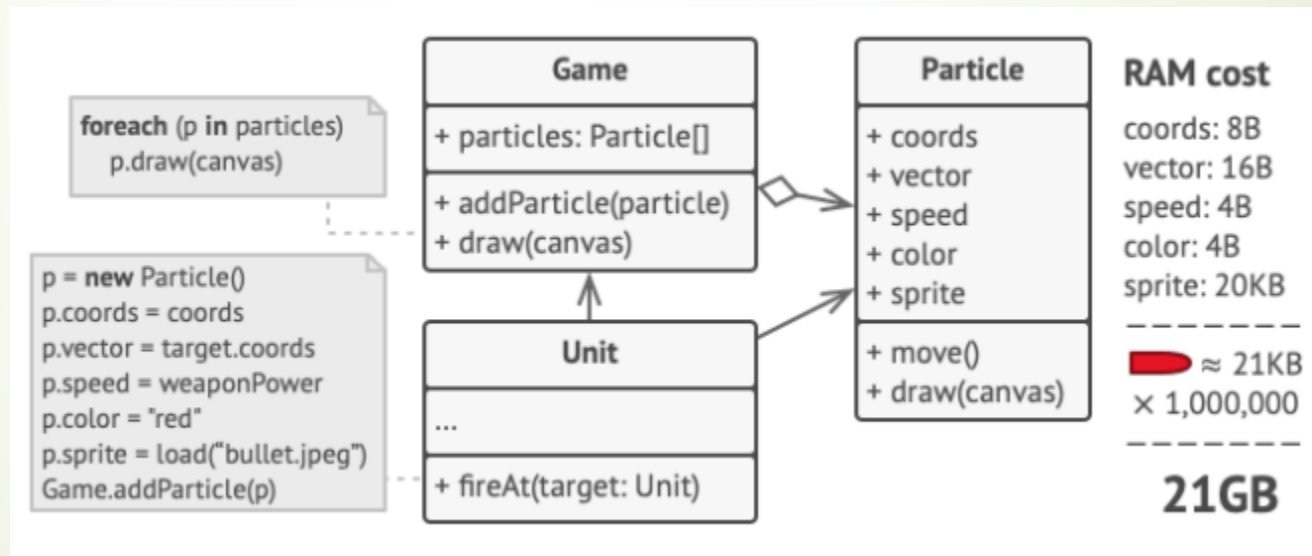 foreach (p in particles)
p.draw(canvas)
p = new Particle()
p.coords = coords
p.vector = target.coords
p.speed = weaponPower
p.color = "red"
p.sprite = load(“bullet.jpeg”)
Game.addParticle(p)
Game
+ particles: Particle[]
+ addParticle(particle)
+ draw(canvas)
Unit
...
+ fireAt(target: Unit)
Particle
+ coords
+ vector
+ speed
+ color
+ sprite
+ move()
+ draw(canvas)
RAM cost
coords: 8B
vector: 16B
speed: 4B
color: 4B
sprite: 20KB
≈ 21KB
× 1,000,000
21GB